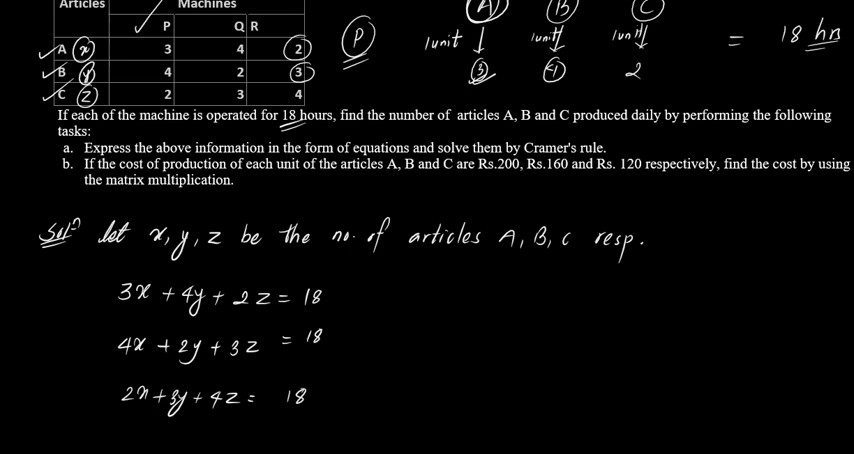 Articles Machines
P Q R
A x 3 4 2
B y 4 2 3
C z 2 3 4
P A B C
1unit 1unit 1unit = 18 hrs
3 4 2
If each of the machine is operated for 18 hours, find the number of articles A, B and C produced daily by performing the following
tasks:
a. Express the above information in the form of equations and solve them by Cramer's rule.
b. If the cost of production of each unit of the articles A, B and C are Rs.200, Rs.160 and Rs. 120 respectively, find the cost by using
the matrix multiplication.
Solⁿ let x, y, z be the no. of articles A, B, C resp.
3x + 4y + 2z = 18
4x + 2y + 3z = 18
2x + 3y + 4z = 18